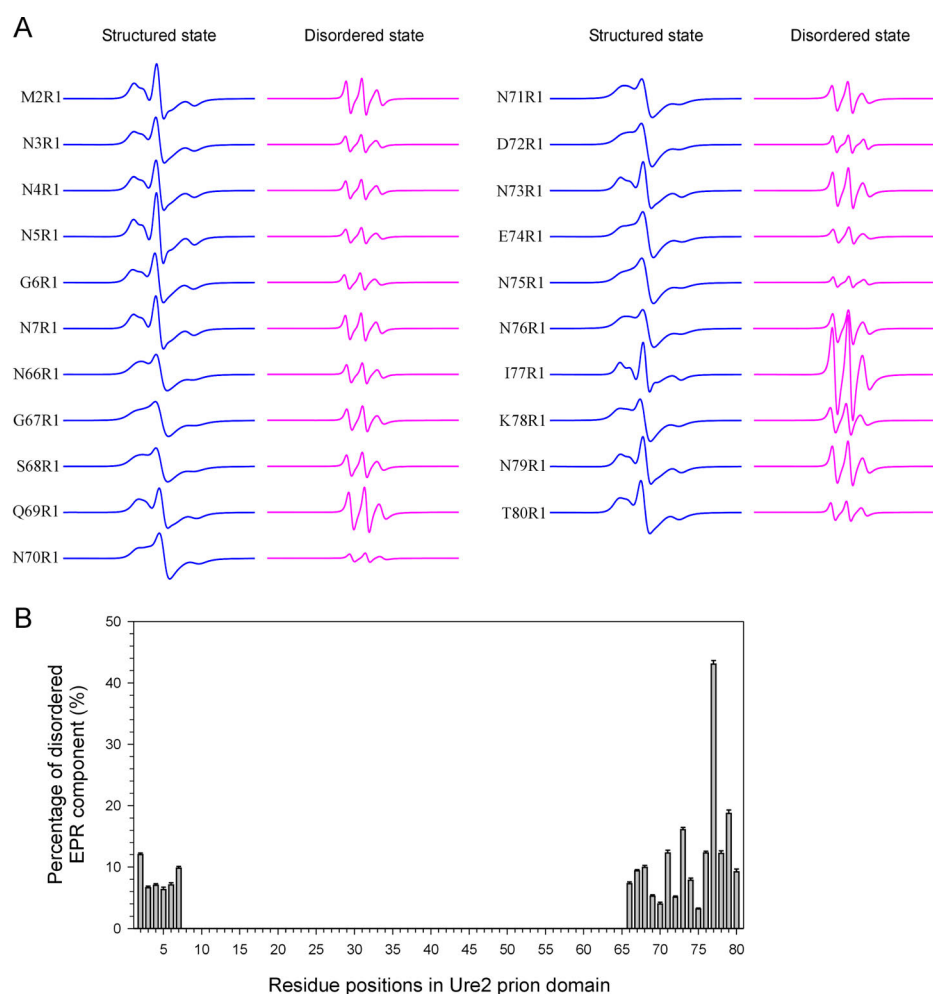 A
Structured state Disordered state Structured state Disordered state
M2R1
N3R1
N4R1
N5R1
G6R1
N7R1
N66R1
G67R1
S68R1
Q69R1
N70R1
N71R1
D72R1
N73R1
E74R1
N75R1
N76R1
I77R1
K78R1
N79R1
T80R1
B
Percentage of disordered
EPR component (%)
50
40
30
20
10
0
5 10 15 20 25 30 35 40 45 50 55 60 65 70 75 80
Residue positions in Ure2 prion domain